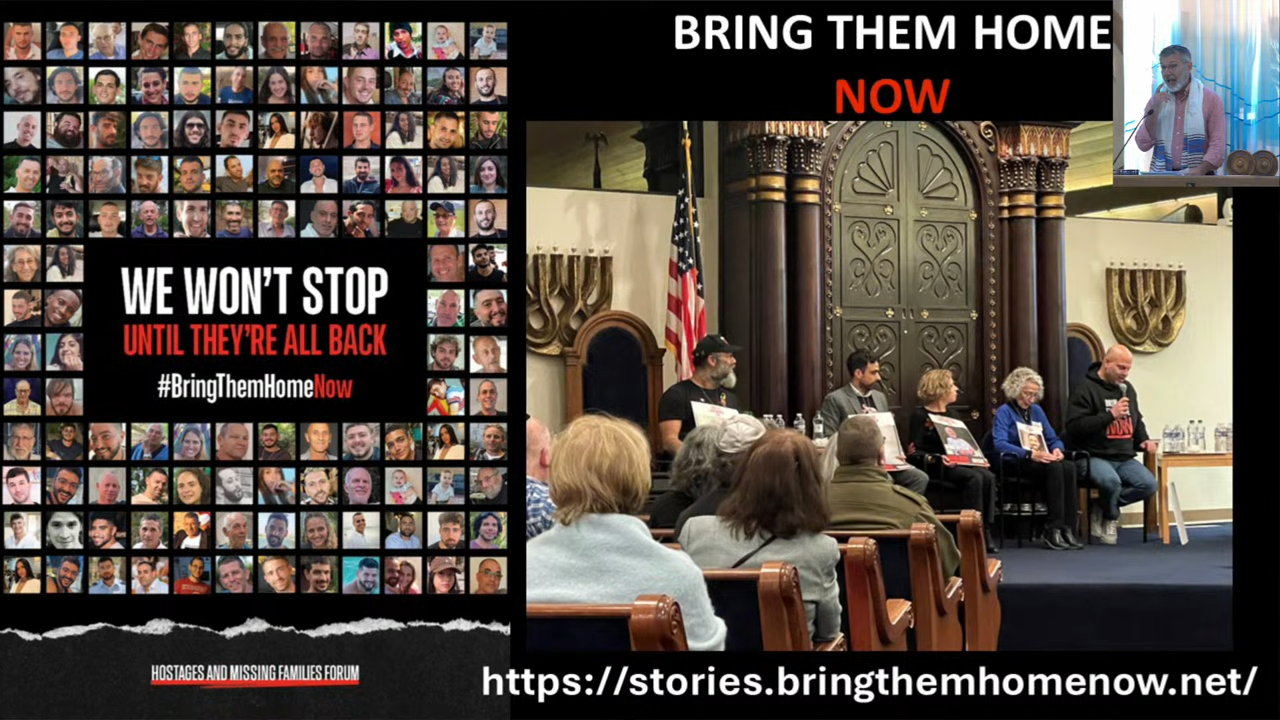 BRING THEM HOME
NOW
WE WON'T STOP
UNTIL THEY'RE ALL BACK
#BringThemHomeNow
HOSTAGES AND MISSING FAMILIES FORUM
https://stories.bringthemhomenow.net/